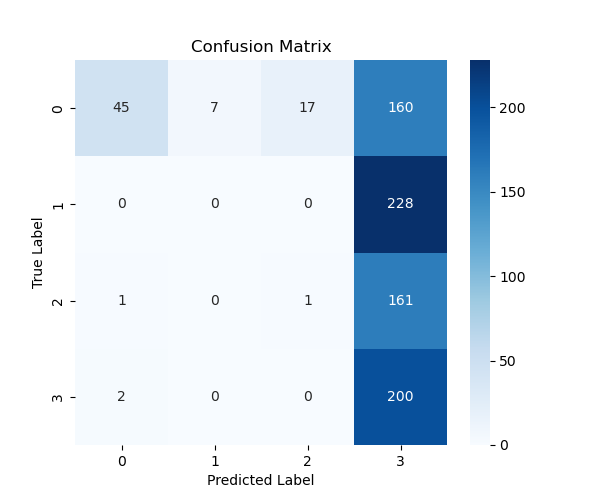 Confusion Matrix
True Label
0 45 7 17 160
1 0 0 0 228
2 1 0 1 161
3 2 0 0 200
0 1 2 3
Predicted Label
200
150
100
50
0